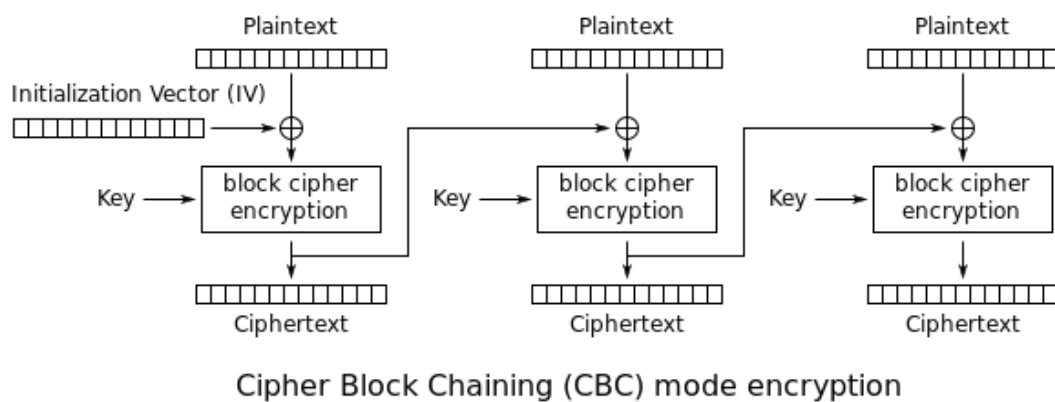 Plaintext
Plaintext
Plaintext
Initialization Vector (IV)
Key
block cipher
encryption
Key
block cipher
encryption
Key
block cipher
encryption
Ciphertext
Ciphertext
Ciphertext
Cipher Block Chaining (CBC) mode encryption